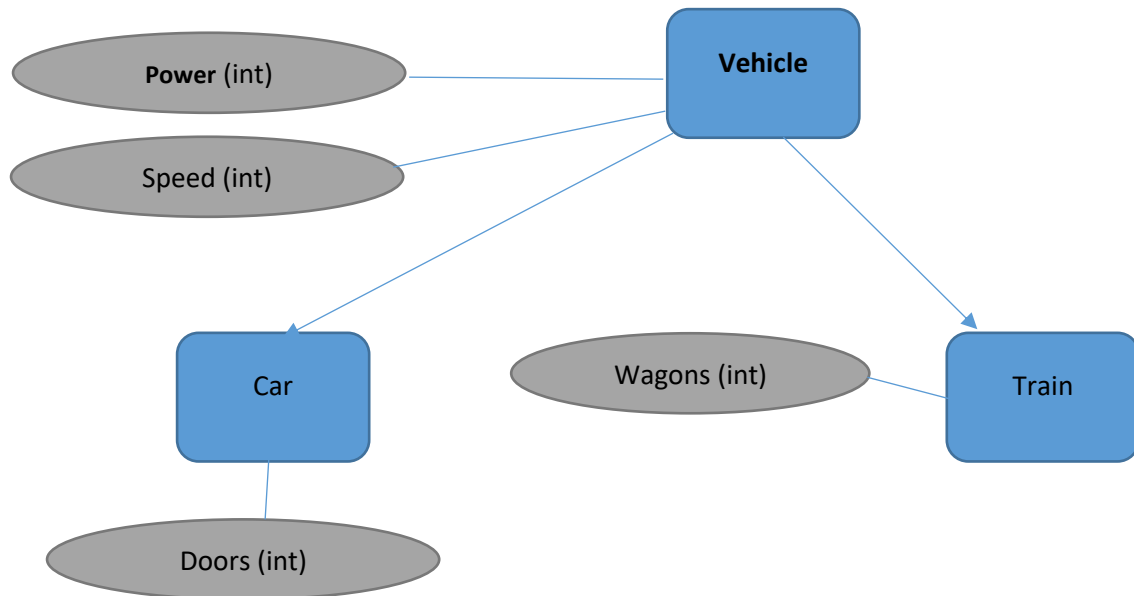 Vehicle
Power (int)
Speed (int)
Car
Wagons (int)
Train
Doors (int)